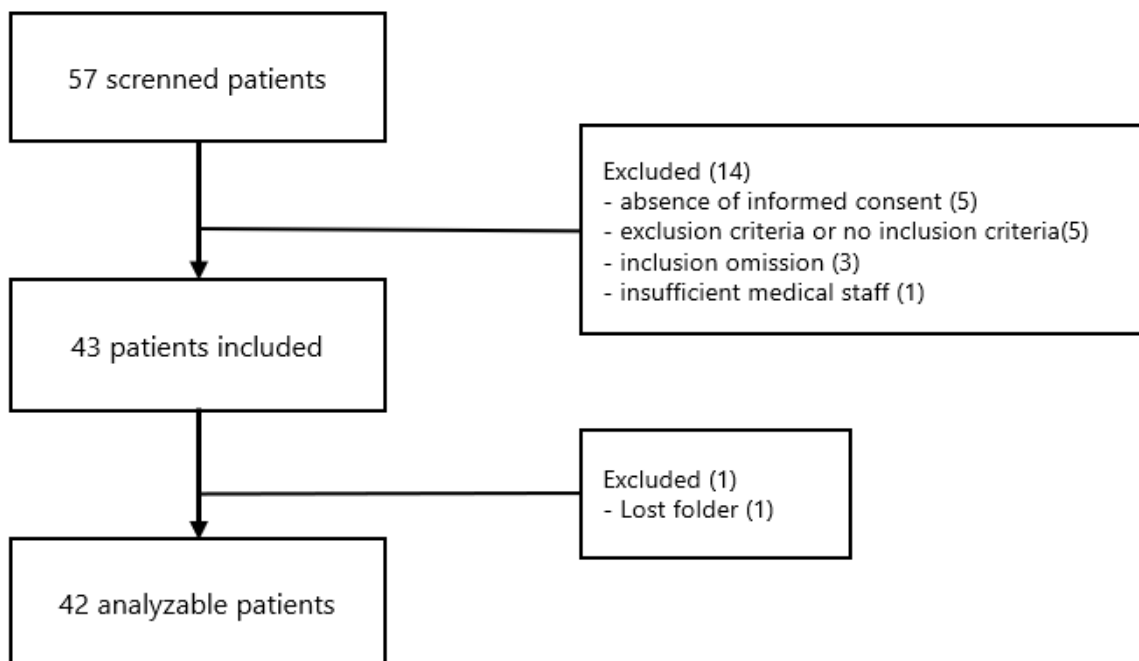 57 screnned patients
Excluded (14)
- absence of informed consent (5)
- exclusion criteria or no inclusion criteria(5)
- inclusion omission (3)
- insufficient medical staff (1)
43 patients included
Excluded (1)
- Lost folder (1)
42 analyzable patients